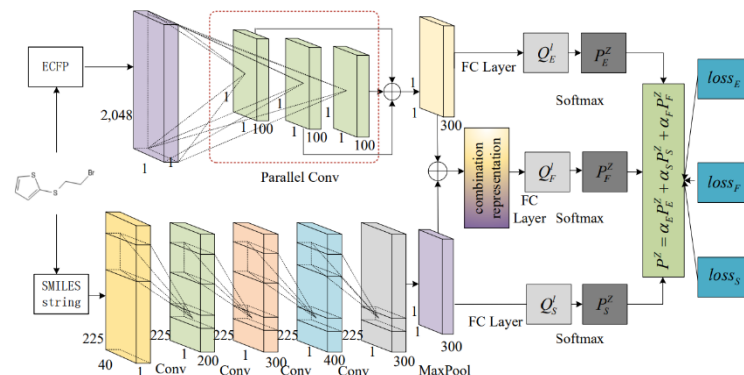 ECFP
2,048
1
1
1
100
1
1
100
1
1
100
Parallel Conv
1
1
300
FC Layer
Q_E^l
P_E^Z
Softmax
loss_E
S
S
Br
combination
representation
FC
Layer
Q_F^l
P_F^Z
Softmax
P^Z = α_E P_E^Z + α_S P_S^Z + α_F P_F^Z
loss_F
SMILES
string
225
40
1
Conv
225
1
200
Conv
225
1
300
Conv
225
1
400
Conv
225
1
300
MaxPool
1
1
300
FC Layer
Q_S^l
P_S^Z
Softmax
loss_S